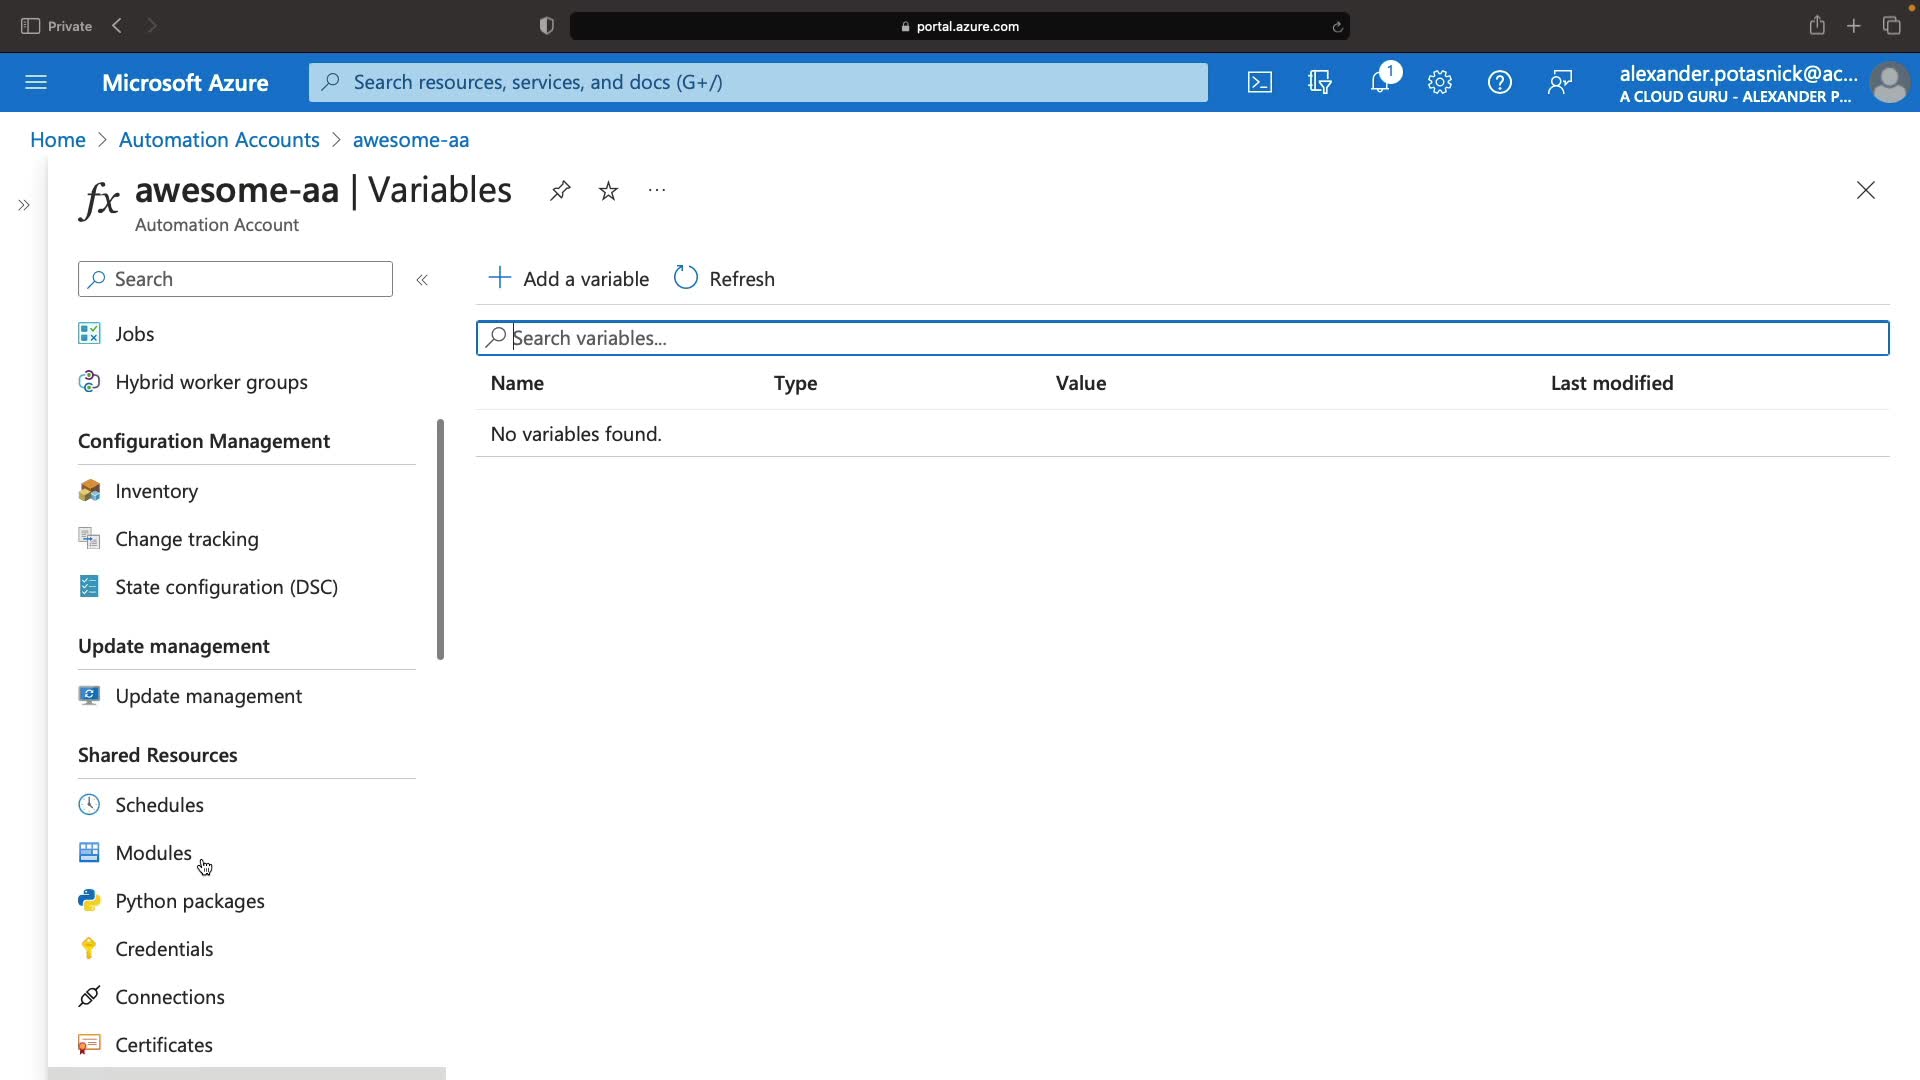 Private
portal.azure.com
Microsoft Azure
Search resources, services, and docs (G+/)
1
alexander.potasnick@ac...
A CLOUD GURU - ALEXANDER P...
Home > Automation Accounts > awesome-aa
fx awesome-aa | Variables
Automation Account
Search
Add a variable
Refresh
Search variables...
Name Type Value Last modified
No variables found.
Jobs
Hybrid worker groups
Configuration Management
Inventory
Change tracking
State configuration (DSC)
Update management
Update management
Shared Resources
Schedules
Modules
Python packages
Credentials
Connections
Certificates